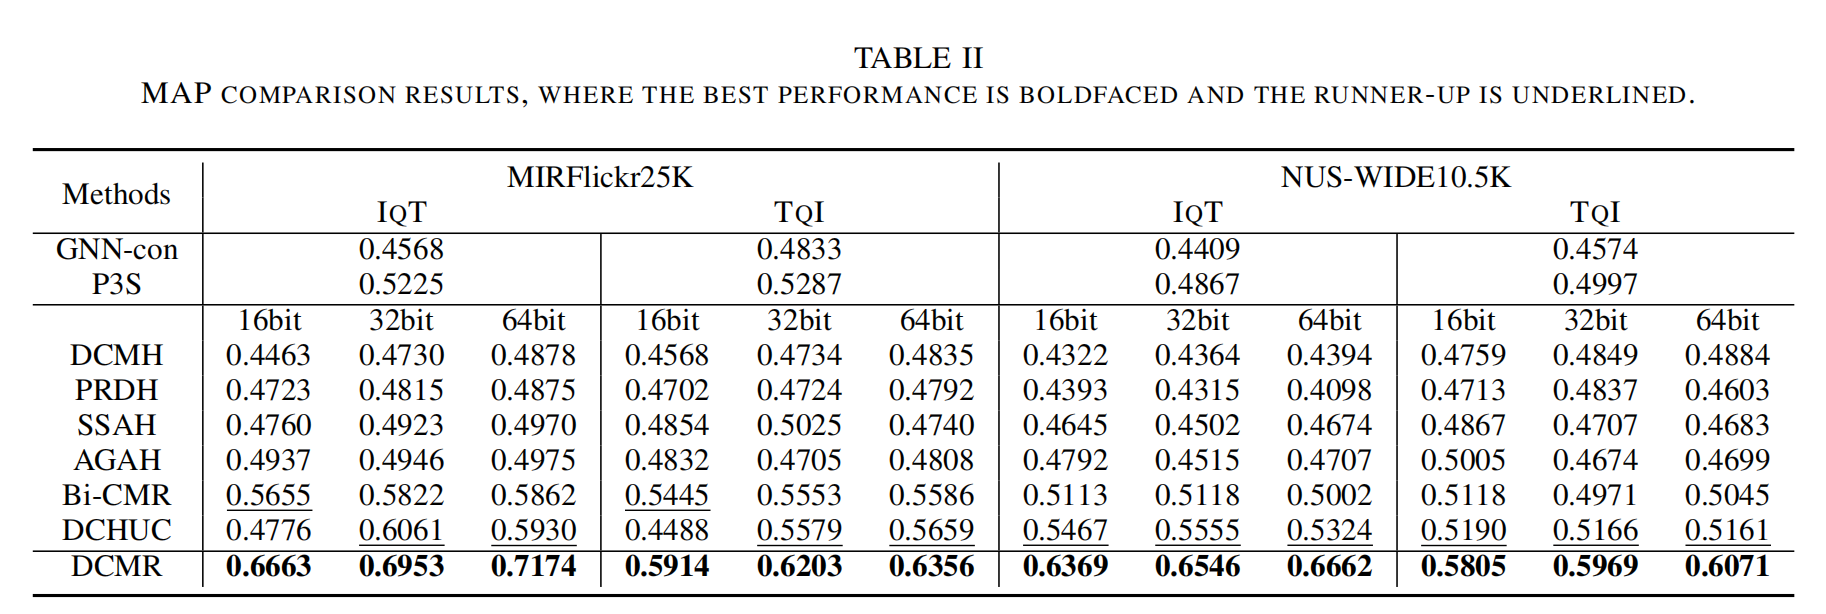 TABLE II
MAP COMPARISON RESULTS, WHERE THE BEST PERFORMANCE IS BOLDFACED AND THE RUNNER-UP IS UNDERLINED.
Methods MIRFlickr25K NUS-WIDE10.5K
IQT TQI IQT TQI
GNN-con 0.4568 0.4833 0.4409 0.4574
P3S 0.5225 0.5287 0.4867 0.4997
16bit 32bit 64bit 16bit 32bit 64bit 16bit 32bit 64bit 16bit 32bit 64bit
DCMH 0.4463 0.4730 0.4878 0.4568 0.4734 0.4835 0.4322 0.4364 0.4394 0.4759 0.4849 0.4884
PRDH 0.4723 0.4815 0.4875 0.4702 0.4724 0.4792 0.4393 0.4315 0.4098 0.4713 0.4837 0.4603
SSAH 0.4760 0.4923 0.4970 0.4854 0.5025 0.4740 0.4645 0.4502 0.4674 0.4867 0.4707 0.4683
AGAH 0.4937 0.4946 0.4975 0.4832 0.4705 0.4808 0.4792 0.4515 0.4707 0.5005 0.4674 0.4699
Bi-CMR 0.5655 0.5822 0.5862 0.5445 0.5553 0.5586 0.5113 0.5118 0.5002 0.5118 0.4971 0.5045
DCHUC 0.4776 0.6061 0.5930 0.4488 0.5579 0.5659 0.5467 0.5555 0.5324 0.5190 0.5166 0.5161
DCMR 0.6663 0.6953 0.7174 0.5914 0.6203 0.6356 0.6369 0.6546 0.6662 0.5805 0.5969 0.6071